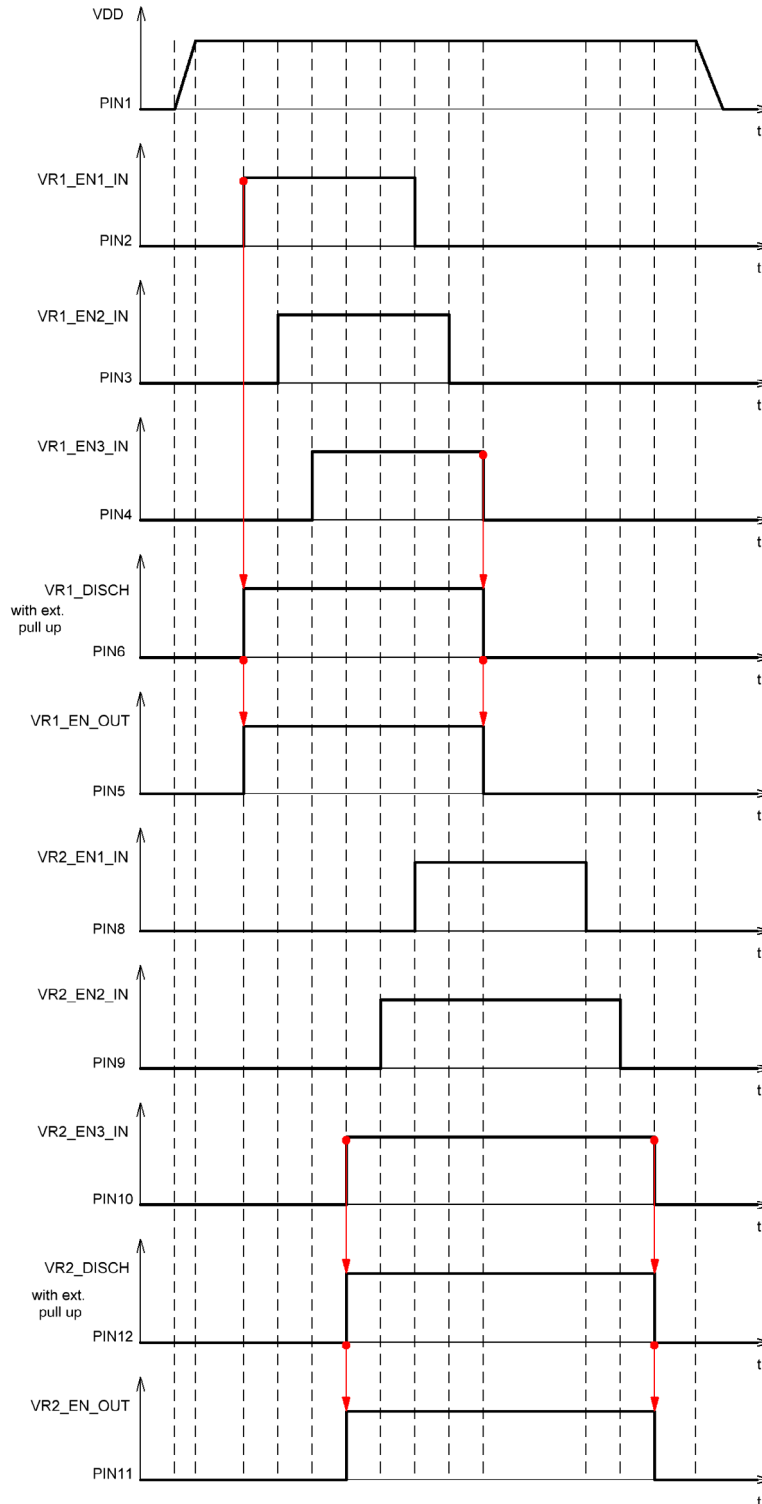 VDD
PIN1
t
VR1_EN1_IN
PIN2
t
VR1_EN2_IN
PIN3
t
VR1_EN3_IN
PIN4
t
VR1_DISCH
with ext.
pull up
PIN6
t
VR1_EN_OUT
PIN5
t
VR2_EN1_IN
PIN8
t
VR2_EN2_IN
PIN9
t
VR2_EN3_IN
PIN10
t
VR2_DISCH
with ext.
pull up
PIN12
t
VR2_EN_OUT
PIN11
t